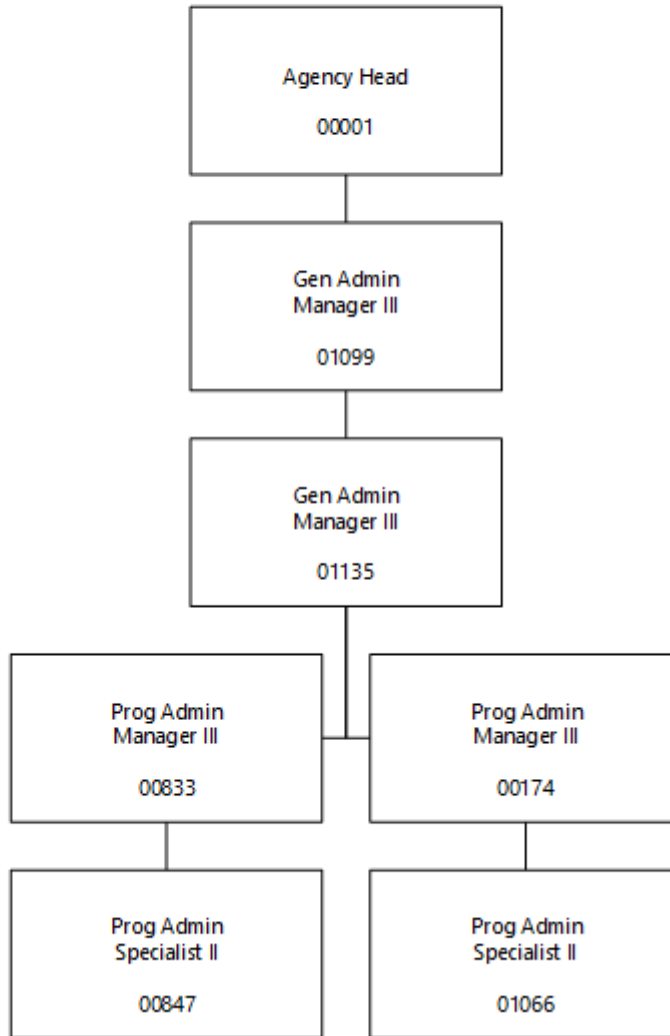 Agency Head
00001
Gen Admin
Manager III
01099
Gen Admin
Manager III
01135
Prog Admin
Manager III
00833
Prog Admin
Manager III
00174
Prog Admin
Specialist II
00847
Prog Admin
Specialist II
01066